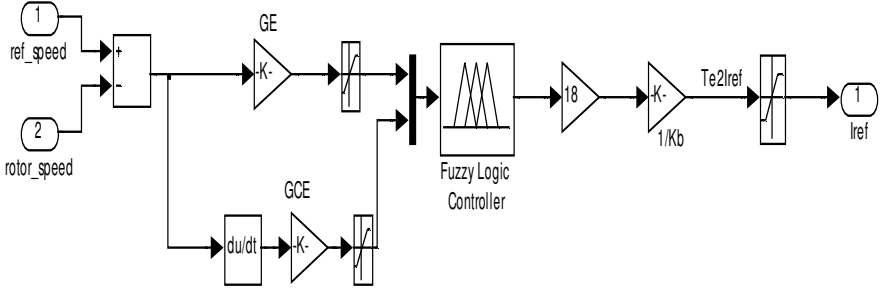 1
ref_speed
+
-
2
rotor_speed
GE
-K-
du/dt
GCE
-K-
Fuzzy Logic
Controller
18
-K-
1/Kb
Te2Iref
1
Iref